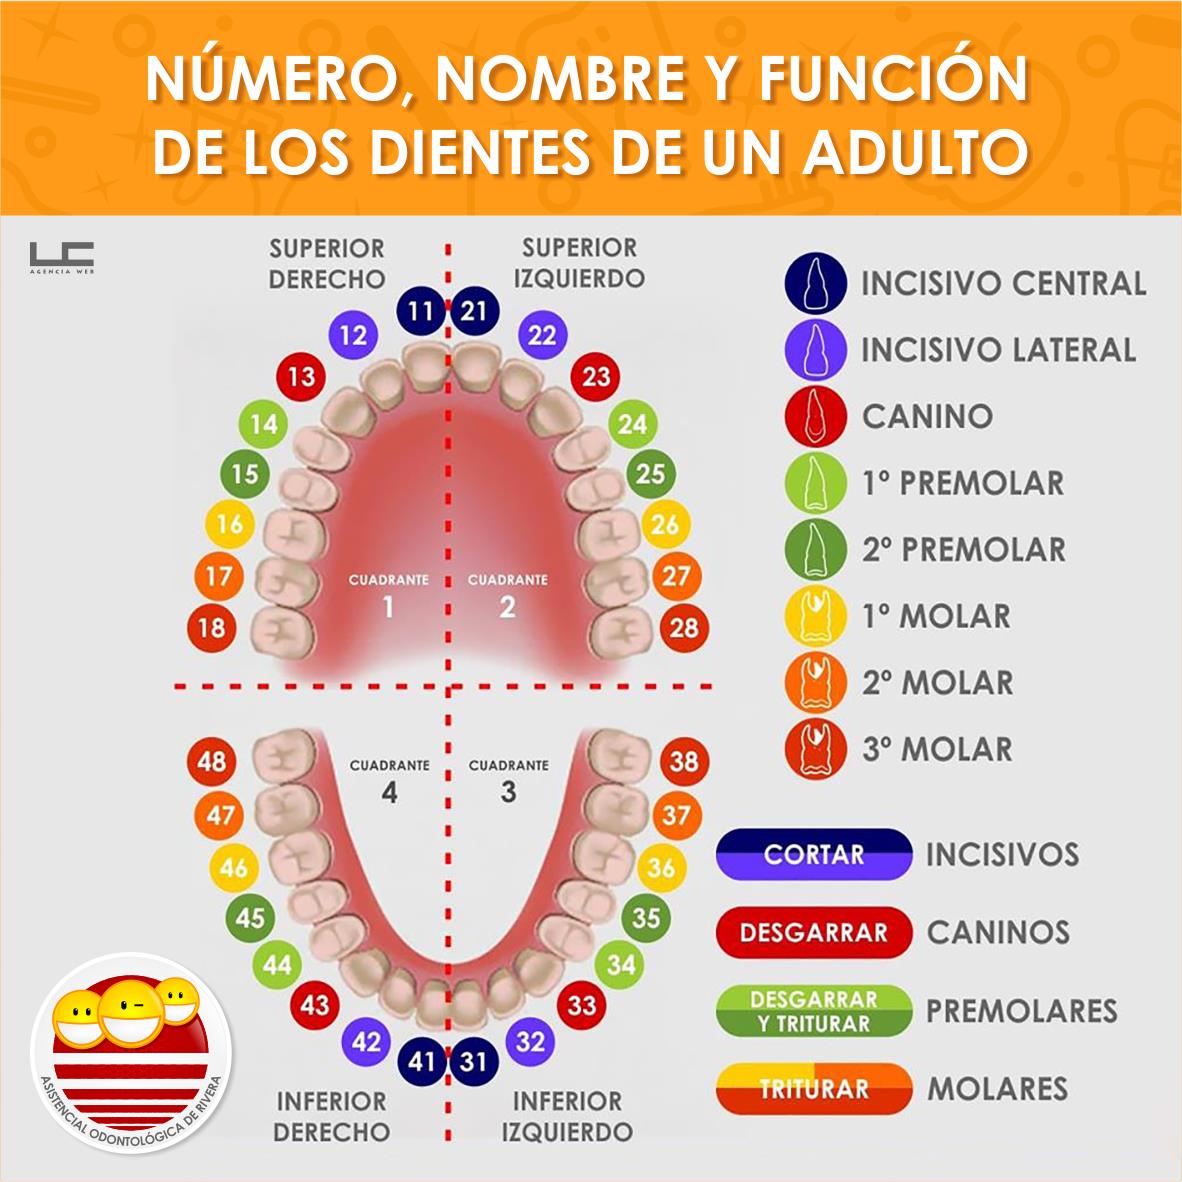 NÚMERO, NOMBRE Y FUNCIÓN
DE LOS DIENTES DE UN ADULTO
LC
AGENCIA WEB
SUPERIOR
DERECHO
SUPERIOR
IZQUIERDO
11
21
12
22
13
23
14
24
15
25
16
26
17
27
18
28
CUADRANTE
1
CUADRANTE
2
48
38
47
37
46
36
45
35
44
34
43
33
42
32
41
31
CUADRANTE
4
CUADRANTE
3
INFERIOR
DERECHO
INFERIOR
IZQUIERDO
INCISIVO CENTRAL
INCISIVO LATERAL
CANINO
1º PREMOLAR
2º PREMOLAR
1º MOLAR
2º MOLAR
3º MOLAR
CORTAR INCISIVOS
DESGARRAR CANINOS
DESGARRAR
Y TRITURAR
PREMOLARES
TRITURAR MOLARES
ASISTENCIAL ODONTOLÓGICA DE RIVERA